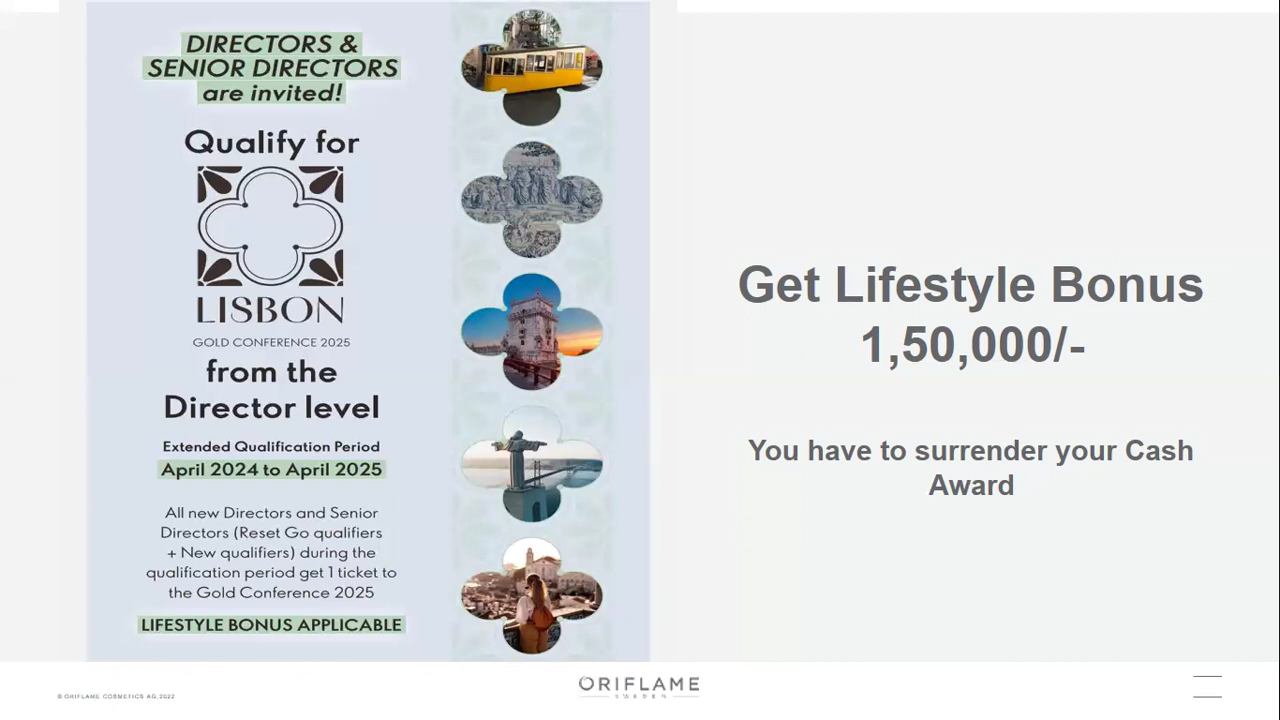 DIRECTORS &
SENIOR DIRECTORS
are invited!
Qualify for
LISBON
GOLD CONFERENCE 2025
from the
Director level
Extended Qualification Period
April 2024 to April 2025
All new Directors and Senior
Directors (Reset Go qualifiers
+ New qualifiers) during the
qualification period get 1 ticket to
the Gold Conference 2025
LIFESTYLE BONUS APPLICABLE
Get Lifestyle Bonus
1,50,000/-
You have to surrender your Cash
Award
© ORIFLAME COSMETICS AG, 2022
ORIFLAME
SWEDEN